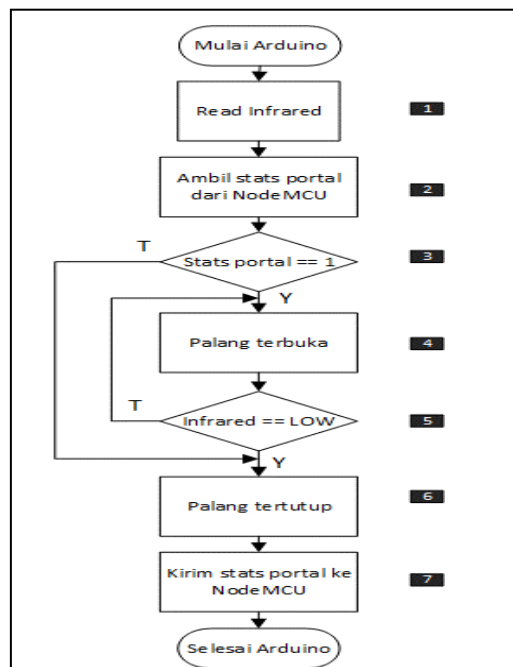 Mulai Arduino
Read Infrared
1
Ambil stats portal
dari NodeMCU
2
T
Stats portal == 1
3
Y
Palang terbuka
4
T
Infrared == LOW
5
Y
Palang tertutup
6
Kirim stats portal ke
NodeMCU
7
Selesai Arduino